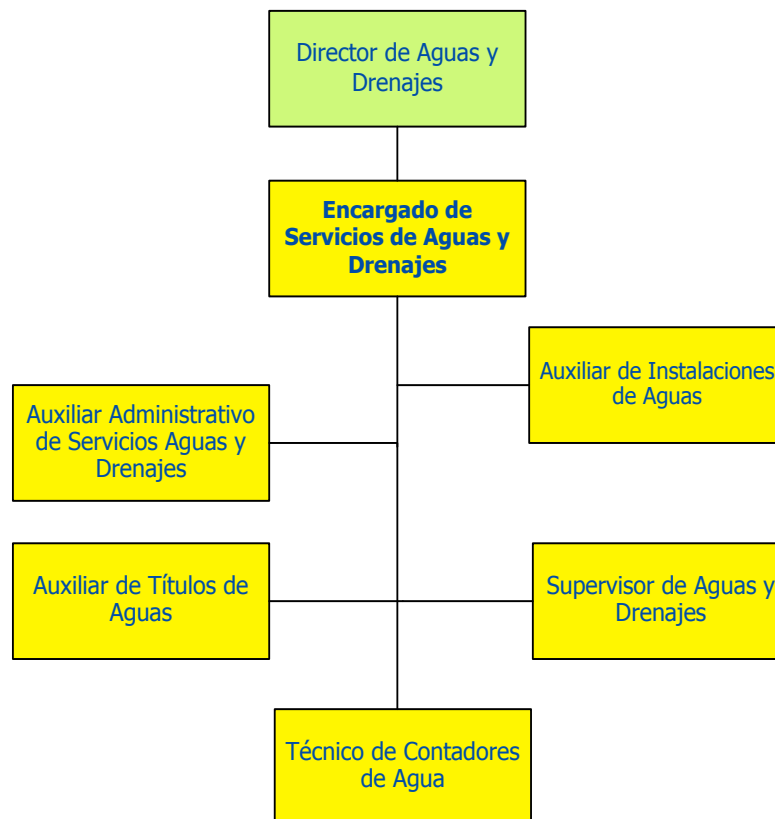 Director de Aguas y
Drenajes
Encargado de
Servicios de Aguas y
Drenajes
Auxiliar de Instalaciones
de Aguas
Auxiliar Administrativo
de Servicios Aguas y
Drenajes
Auxiliar de Títulos de
Aguas
Supervisor de Aguas y
Drenajes
Técnico de Contadores
de Agua